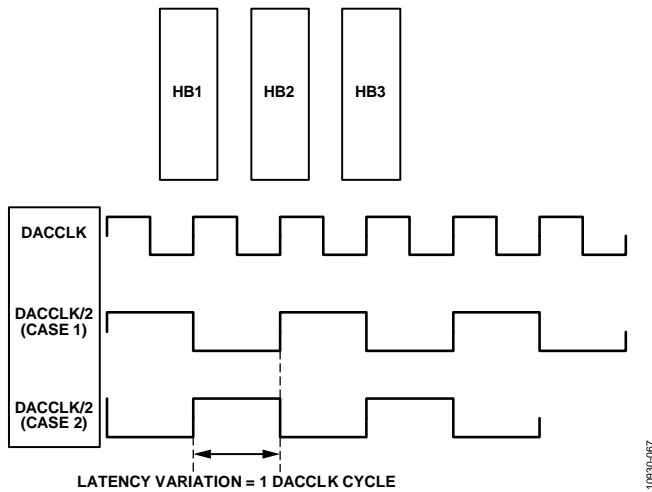 HB1
HB2
HB3
DACCLK
DACCLK/2
(CASE 1)
DACCLK/2
(CASE 2)
LATENCY VARIATION = 1 DACCLK CYCLE
10930-067